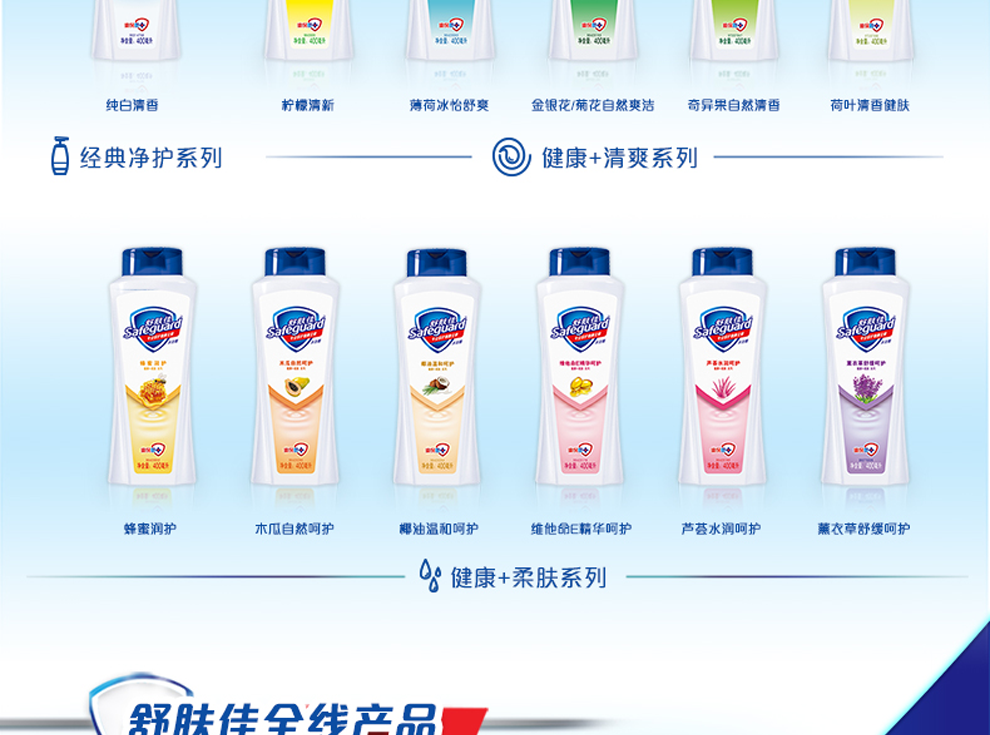 净含量：400毫升 净含量：400毫升 净含量：400毫升 净含量：400毫升 净含量：400毫升 净含量：400毫升
纯白清香 柠檬清新 薄荷冰怡舒爽 金银花/菊花自然爽洁 奇异果自然清香 荷叶清香健肤
经典净护系列 健康+清爽系列
舒肤佳 舒肤佳 舒肤佳 舒肤佳 舒肤佳 舒肤佳
Safeguard Safeguard Safeguard Safeguard Safeguard Safeguard
蜂蜜润护 木瓜自然呵护 椰油温和呵护 维他命E精华呵护 芦荟水润呵护 薰衣草舒缓呵护
净含量：400毫升 净含量：400毫升 净含量：400毫升 净含量：400毫升 净含量：400毫升 净含量：400毫升
蜂蜜润护 木瓜自然呵护 椰油温和呵护 维他命E精华呵护 芦荟水润呵护 薰衣草舒缓呵护
健康+柔肤系列
舒肤佳全线产品